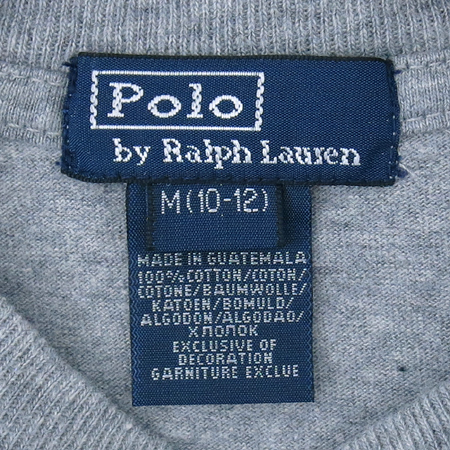 Polo
by Ralph Lauren
M (10-12)
MADE IN GUATEMALA
100% COTTON/COTON/
COTONE/BAUMWOLLE/
KATOEN/BOMULD/
ALGODON/ALGODAO/
ХЛОПОК
EXCLUSIVE OF
DECORATION
GARNITURE EXCLUE